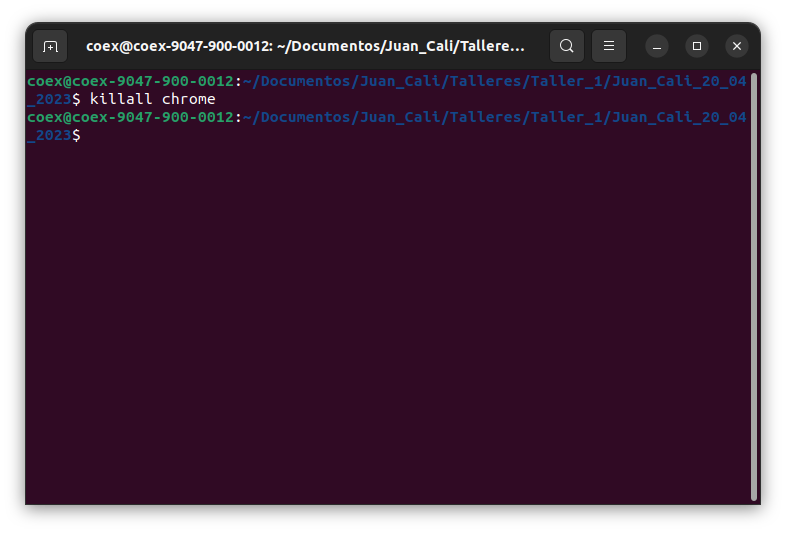 coex@coex-9047-900-0012: ~/Documentos/Juan_Cali/Tallere...
coex@coex-9047-900-0012:~/Documentos/Juan_Cali/Talleres/Taller_1/Juan_Cali_20_04
_2023$ killall chrome
coex@coex-9047-900-0012:~/Documentos/Juan_Cali/Talleres/Taller_1/Juan_Cali_20_04
_2023$